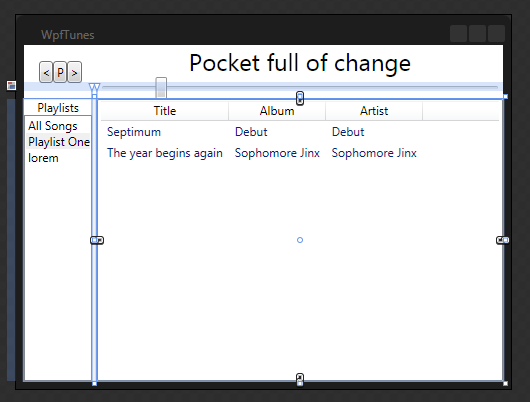 WpfTunes
< P >
Pocket full of change
Playlists
All Songs
Playlist One
lorem
Title Album Artist
Septimum Debut Debut
The year begins again Sophomore Jinx Sophomore Jinx